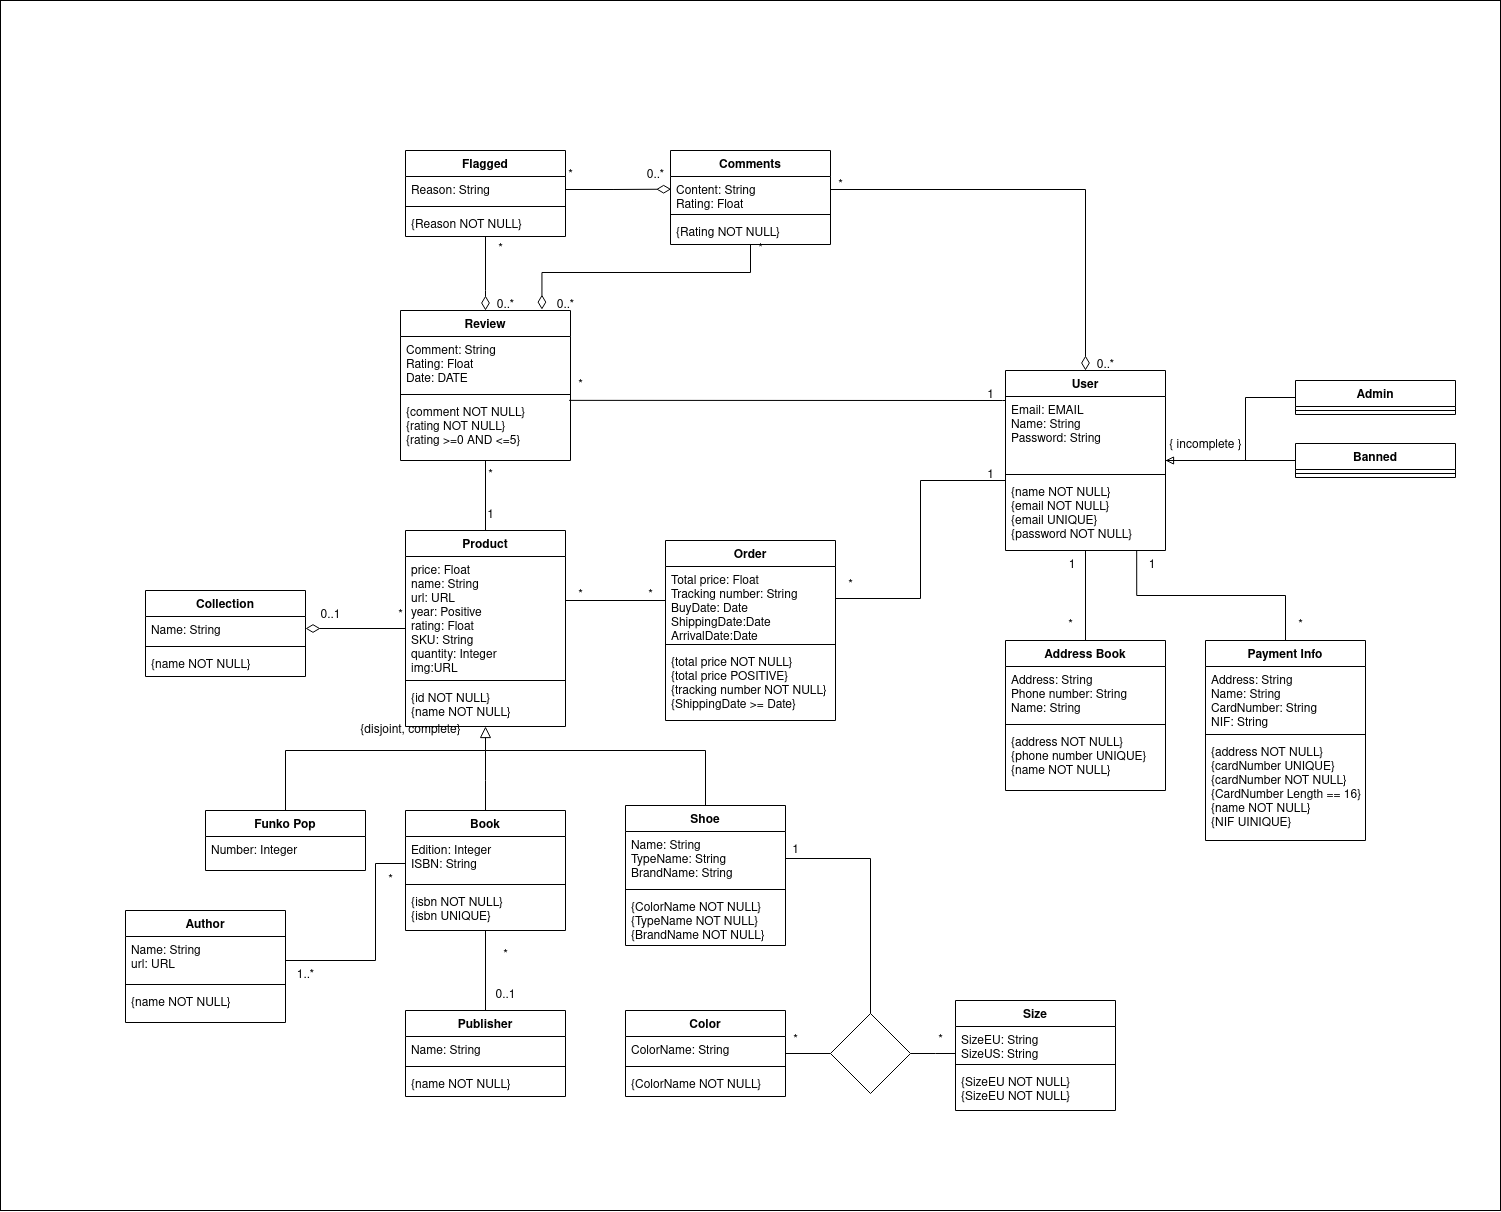 Flagged
Reason: String
{Reason NOT NULL}
*
0..*
Comments
Content: String
Rating: Float
{Rating NOT NULL}
*
*
*
0..*
0..*
0..*
Review
Comment: String
Rating: Float
Date: DATE
{comment NOT NULL}
{rating NOT NULL}
{rating >=0 AND <=5}
*
1
User
Email: EMAIL
Name: String
Password: String
{name NOT NULL}
{email NOT NULL}
{email UNIQUE}
{password NOT NULL}
{ incomplete }
Admin
Banned
*
1
1
Product
price: Float
name: String
url: URL
year: Positive
rating: Float
SKU: String
quantity: Integer
img:URL
{id NOT NULL}
{name NOT NULL}
{disjoint, complete}
Collection
Name: String
{name NOT NULL}
0..1
*
*
*
Order
Total price: Float
Tracking number: String
BuyDate: Date
ShippingDate:Date
ArrivalDate:Date
{total price NOT NULL}
{total price POSITIVE}
{tracking number NOT NULL}
{ShippingDate >= Date}
*
1
1
*
*
Address Book
Address: String
Phone number: String
Name: String
{address NOT NULL}
{phone number UNIQUE}
{name NOT NULL}
Payment Info
Address: String
Name: String
CardNumber: String
NIF: String
{address NOT NULL}
{cardNumber UNIQUE}
{cardNumber NOT NULL}
{CardNumber Length == 16}
{name NOT NULL}
{NIF UINIQUE}
Funko Pop
Number: Integer
Book
Edition: Integer
ISBN: String
{isbn NOT NULL}
{isbn UNIQUE}
Shoe
Name: String
TypeName: String
BrandName: String
{ColorName NOT NULL}
{TypeName NOT NULL}
{BrandName NOT NULL}
1
*
Author
Name: String
url: URL
{name NOT NULL}
1..*
*
0..1
Publisher
Name: String
{name NOT NULL}
Color
ColorName: String
{ColorName NOT NULL}
*
*
Size
SizeEU: String
SizeUS: String
{SizeEU NOT NULL}
{SizeEU NOT NULL}